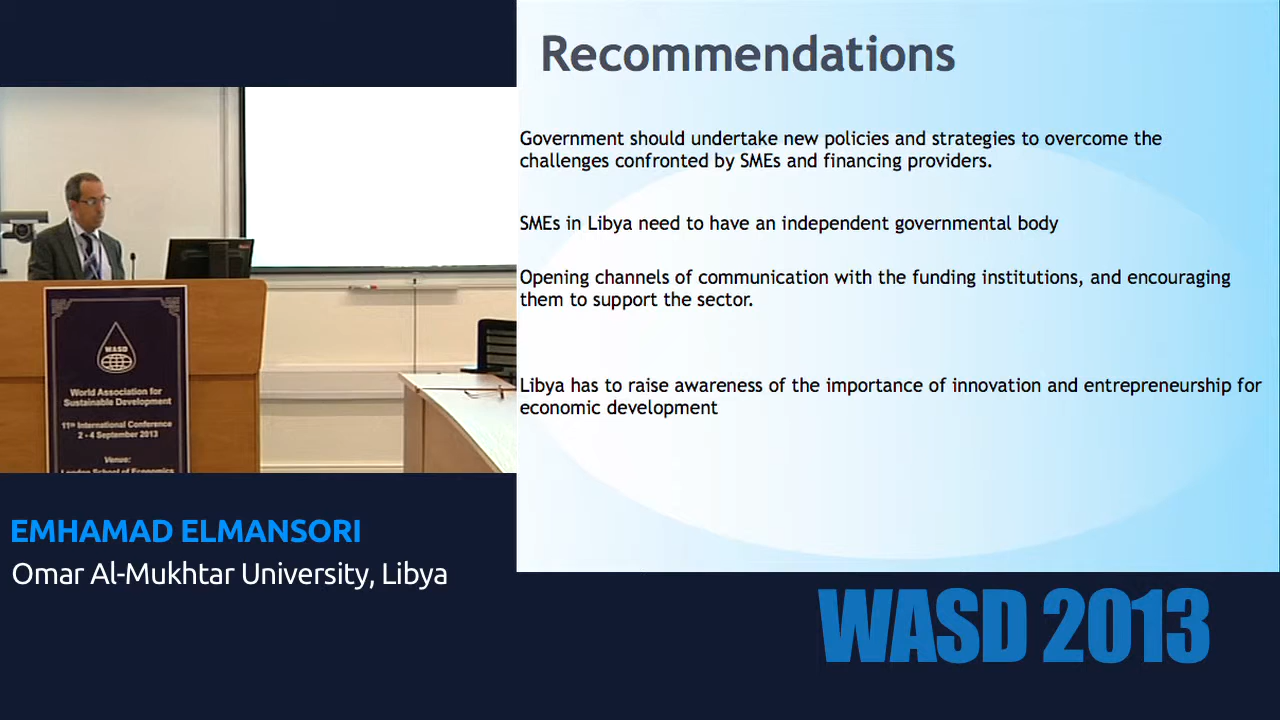 Recommendations
Government should undertake new policies and strategies to overcome the
challenges confronted by SMEs and financing providers.
SMEs in Libya need to have an independent governmental body
Opening channels of communication with the funding institutions, and encouraging
them to support the sector.
Libya has to raise awareness of the importance of innovation and entrepreneurship for
economic development
WASD
World Association for
Sustainable Development
11th International Conference
2 - 4 September 2013
Venue:
London School of Economics
EMHAMAD ELMANSORI
Omar Al-Mukhtar University, Libya
WASD 2013